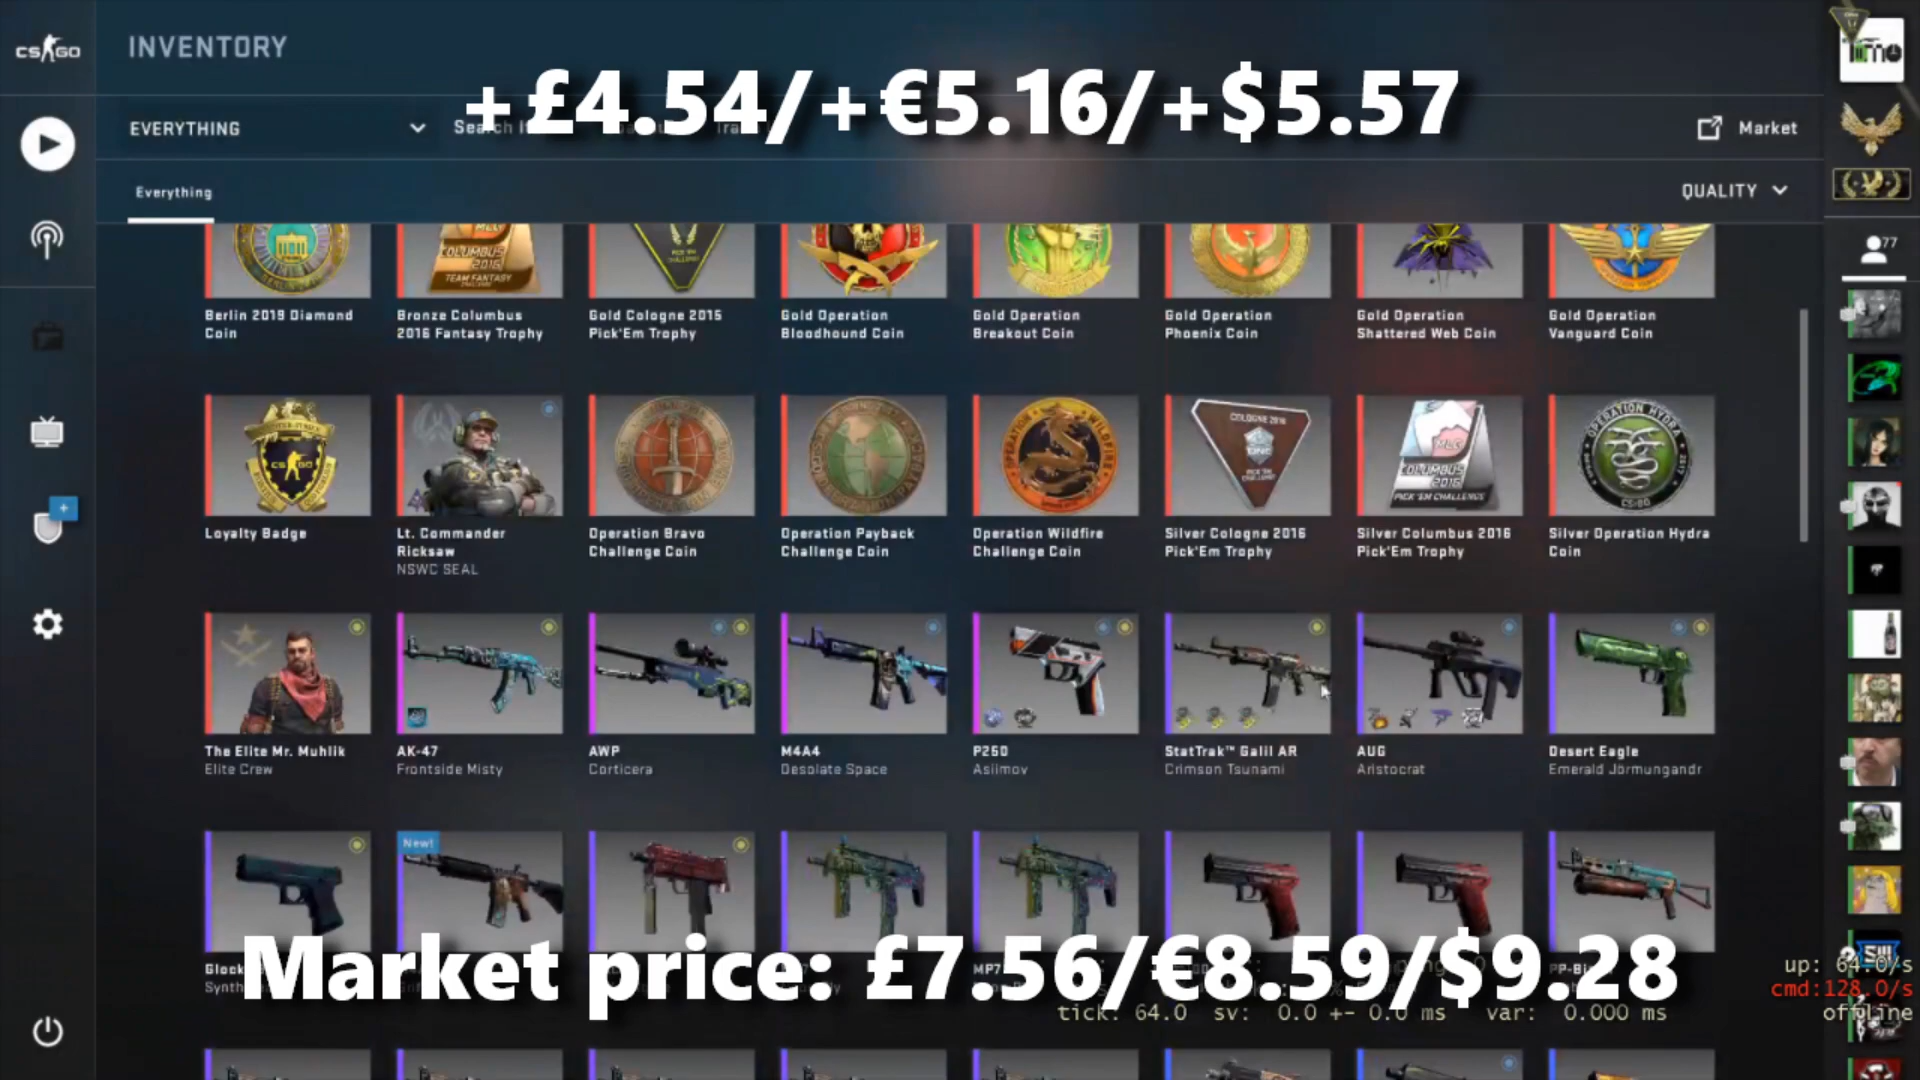 CS GO
INVENTORY
+£4.54/+€5.16/+$5.57
EVERYTHING
Market
Everything
QUALITY
77
Berlin 2019 Diamond
Coin
Bronze Columbus
2016 Fantasy Trophy
Gold Cologne 2015
Pick'Em Trophy
Gold Operation
Bloodhound Coin
Gold Operation
Breakout Coin
Gold Operation
Phoenix Coin
Gold Operation
Shattered Web Coin
Gold Operation
Vanguard Coin
Loyalty Badge
Lt. Commander
Ricksaw
NSWC SEAL
Operation Bravo
Challenge Coin
Operation Payback
Challenge Coin
Operation Wildfire
Challenge Coin
Silver Cologne 2016
Pick'Em Trophy
Silver Columbus 2016
Pick'Em Trophy
Silver Operation Hydra
Coin
The Elite Mr. Muhlik
Elite Crew
AK-47
Frontside Misty
AWP
Corticera
M4A4
Desolate Space
P250
Asiimov
StatTrak™ Galil AR
Crimson Tsunami
AUG
Aristocrat
Desert Eagle
Emerald Jörmungandr
New!
Market price: £7.56/€8.59/$9.28
up: 64.0/s
cmd:128.0/s
tick: 64.0 sv: 0.0 +- 0.0 ms var: 0.000 ms
offline